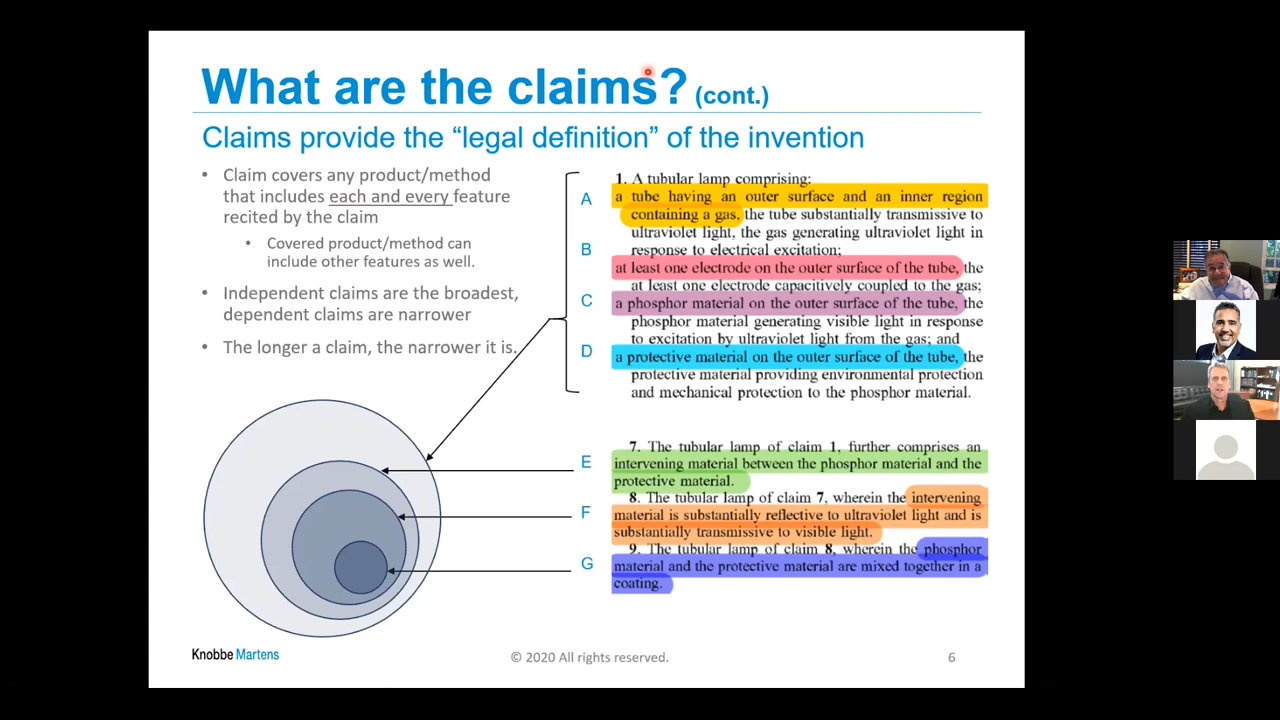 What are the claims? (cont.)
Claims provide the “legal definition” of the invention
• Claim covers any product/method
that includes each and every feature
recited by the claim
• Covered product/method can
include other features as well.
• Independent claims are the broadest,
dependent claims are narrower
• The longer a claim, the narrower it is.
A
B
C
D
1. A tubular lamp comprising:
a tube having an outer surface and an inner region
containing a gas, the tube substantially transmissive to
ultraviolet light, the gas generating ultraviolet light in
response to electrical excitation;
at least one electrode on the outer surface of the tube, the
at least one electrode capacitively coupled to the gas;
a phosphor material on the outer surface of the tube, the
phosphor material generating visible light in response
to excitation by ultraviolet light from the gas; and
a protective material on the outer surface of the tube, the
protective material providing environmental protection
and mechanical protection to the phosphor material.
E
F
G
7. The tubular lamp of claim 1, further comprises an
intervening material between the phosphor material and the
protective material.
8. The tubular lamp of claim 7, wherein the intervening
material is substantially reflective to ultraviolet light and is
substantially transmissive to visible light.
9. The tubular lamp of claim 8, wherein the phosphor
material and the protective material are mixed together in a
coating.
Knobbe Martens
© 2020 All rights reserved.
6